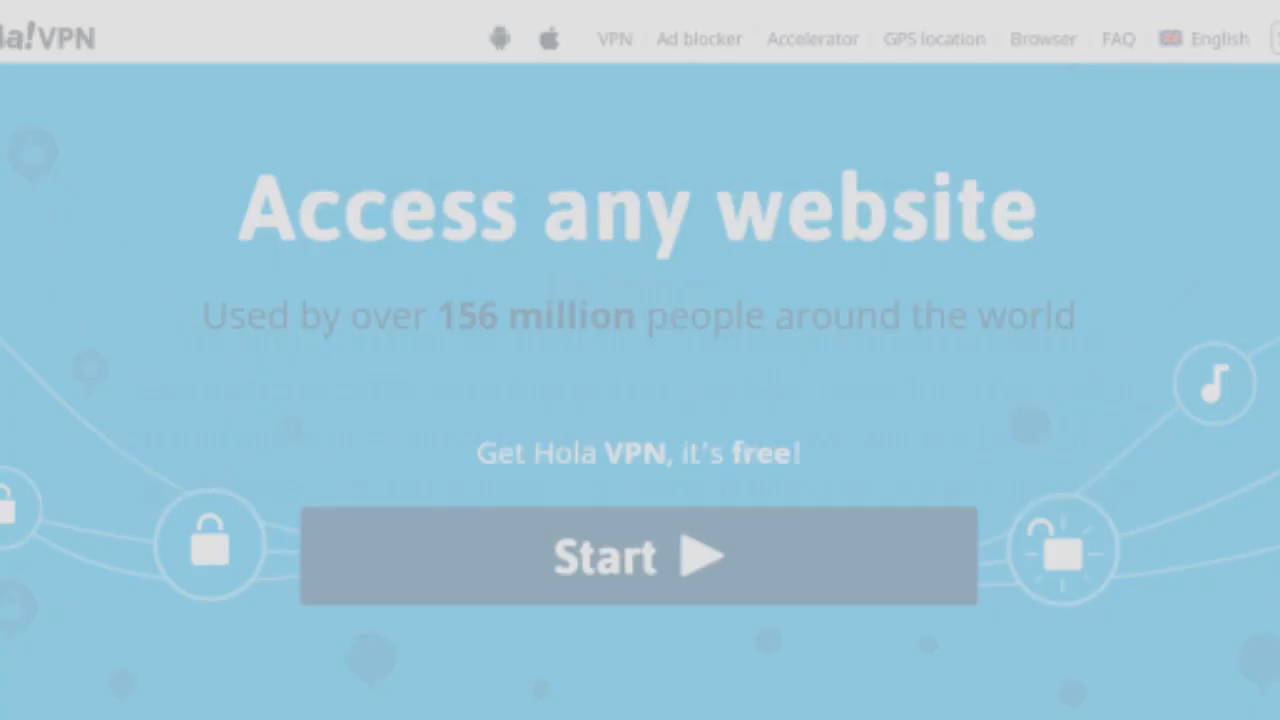 la! VPN
VPN Ad blocker Accelerator GPS location Browser FAQ English
Access any website
Used by over 156 million people around the world
Get Hola VPN, it's free!
Start